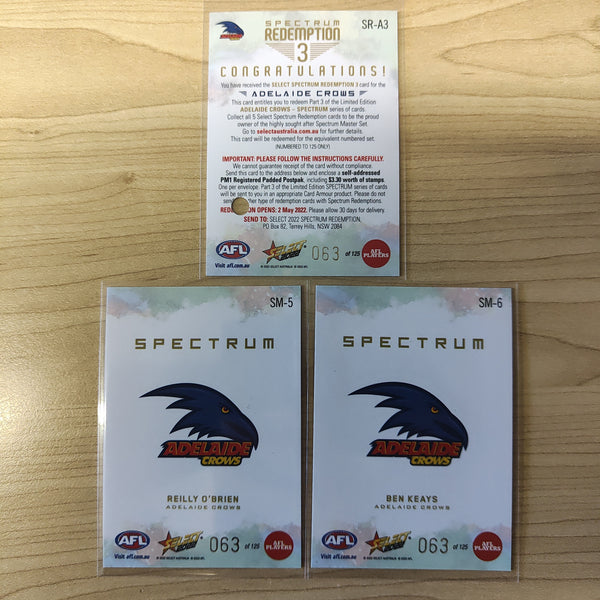 SPECTRUM
REDEMPTION
3
SR-A3
CONGRATULATIONS!
You have received the SELECT SPECTRUM REDEMPTION 3 card for the
ADELAIDE CROWS
This card entitles you to redeem Part 3 of the Limited Edition
ADELAIDE CROWS – SPECTRUM series of cards.
Collect all 5 Select Spectrum Redemption cards to be the proud
owner of the highly sought after Spectrum Master Set.
Go to selectaustralia.com.au for further details.
This card will be redeemed for the equivalent numbered set.
(NUMBERED TO 125 ONLY)
IMPORTANT: PLEASE FOLLOW THE INSTRUCTIONS CAREFULLY.
We cannot guarantee receipt of the card without compliance.
Send this card to the address below and enclose a self-addressed
PM1 Registered Padded Postpak, including $3.30 worth of stamps.
One per envelope. Part 3 of the Limited Edition SPECTRUM series of cards
will be sent to you in an appropriate Card Armour product. Please do not
send other type of redemption cards with Spectrum Redemptions.
REDEMPTION OPENS: 2 May 2022. Please allow 30 days for delivery.
SEND TO: SELECT 2022 SPECTRUM REDEMPTION,
PO Box 82, Terrey Hills, NSW 2084
AFL
Visit afl.com.au
SELECT
063 of 125
AFL
PLAYERS
SM-5
SPECTRUM
ADELAIDE
CROWS
REILLY O'BRIEN
ADELAIDE CROWS
AFL
Visit afl.com.au
SELECT
063 of 125
AFL
PLAYERS
SM-6
SPECTRUM
ADELAIDE
CROWS
BEN KEAYS
ADELAIDE CROWS
AFL
Visit afl.com.au
SELECT
063 of 125
AFL
PLAYERS